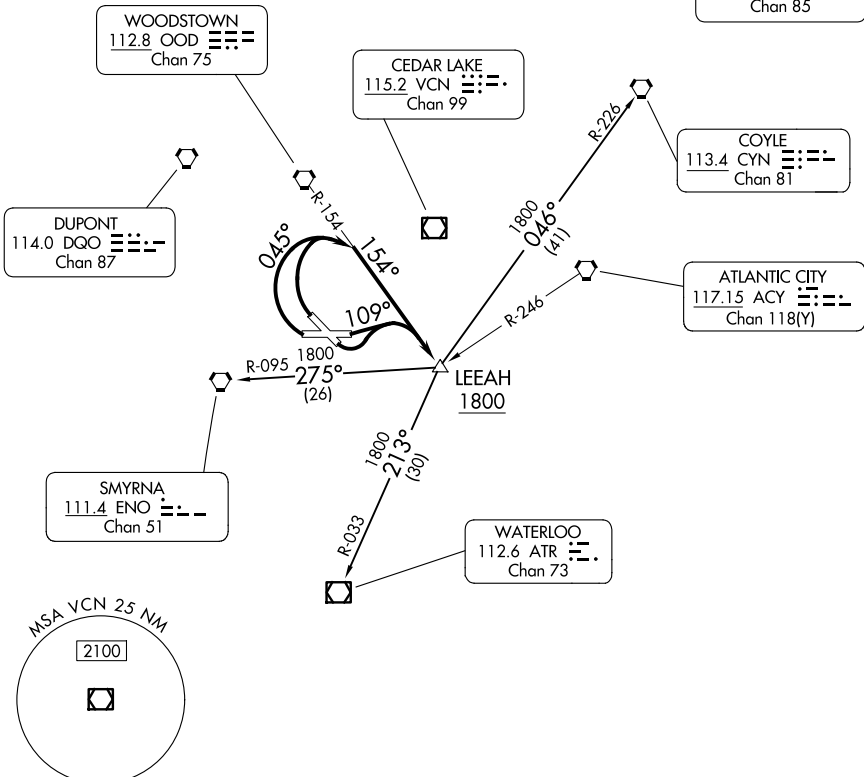 Chan 85
WOODSTOWN
112.8 OOD
Chan 75
CEDAR LAKE
115.2 VCN
Chan 99
R-226
COYLE
113.4 CYN
Chan 81
DUPONT
114.0 DQO
Chan 87
R-154
045°
154°
1800
046°
(41)
ATLANTIC CITY
117.15 ACY
Chan 118(Y)
109°
R-246
R-095
1800
275°
(26)
LEEAH
1800
1800
213°
(30)
SMYRNA
111.4 ENO
Chan 51
R-033
WATERLOO
112.6 ATR
Chan 73
MSA VCN 25 NM
2100